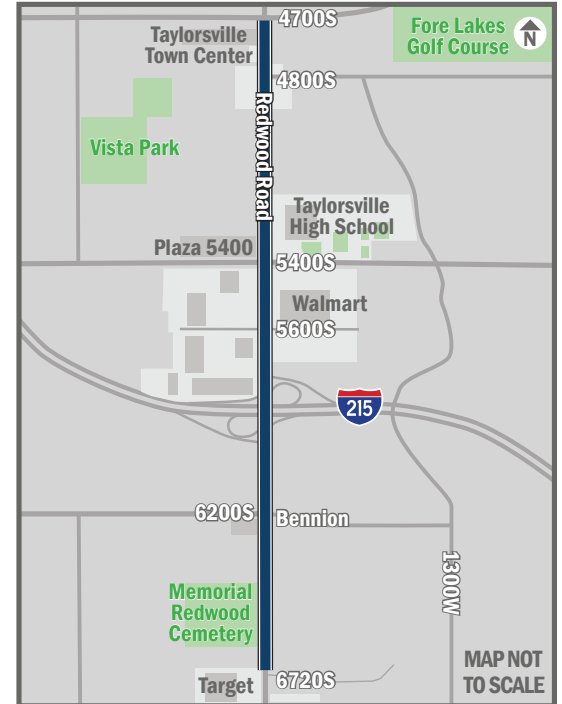 4700S
Taylorsville
Town Center
Fore Lakes
Golf Course
N
4800S
Redwood Road
Vista Park
Taylorsville
High School
Plaza 5400
5400S
Walmart
5600S
215
6200S
Bennion
1300W
Memorial
Redwood
Cemetery
MAP NOT
TO SCALE
Target
6720S